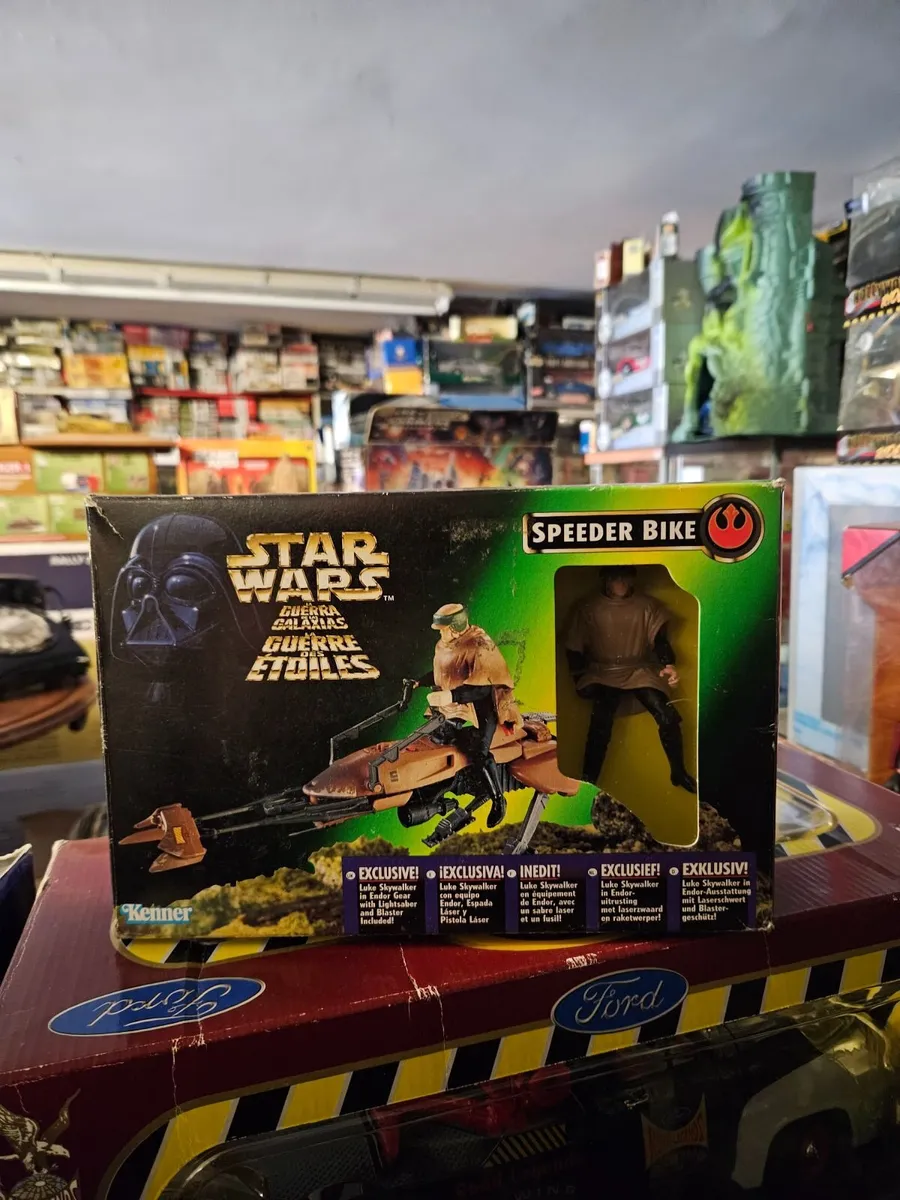 STAR
WARS™
LA
GUERRA
DE LAS
GALAXIAS
LA
GUERRE
DES
ETOILES
SPEEDER BIKE
EXCLUSIVE!
Luke Skywalker
in Endor Gear
with Lightsaber
and Blaster
Included!
¡EXCLUSIVA!
Luke Skywalker
con equipo
Endor, Espada
Láser y
Pistola Láser
INEDIT!
Luke Skywalker
en équipement
de Endor, avec
un sabre laser
et un fusil!
EXCLUSIEF!
Luke Skywalker
in Endor-
uitrusting
met laserzwaard
en raketwerper!
EXKLUSIV!
Luke Skywalker in
Endor-Ausstattung
mit Laserschwert
und Blaster-
geschütz!
Kenner
Ford
Ford